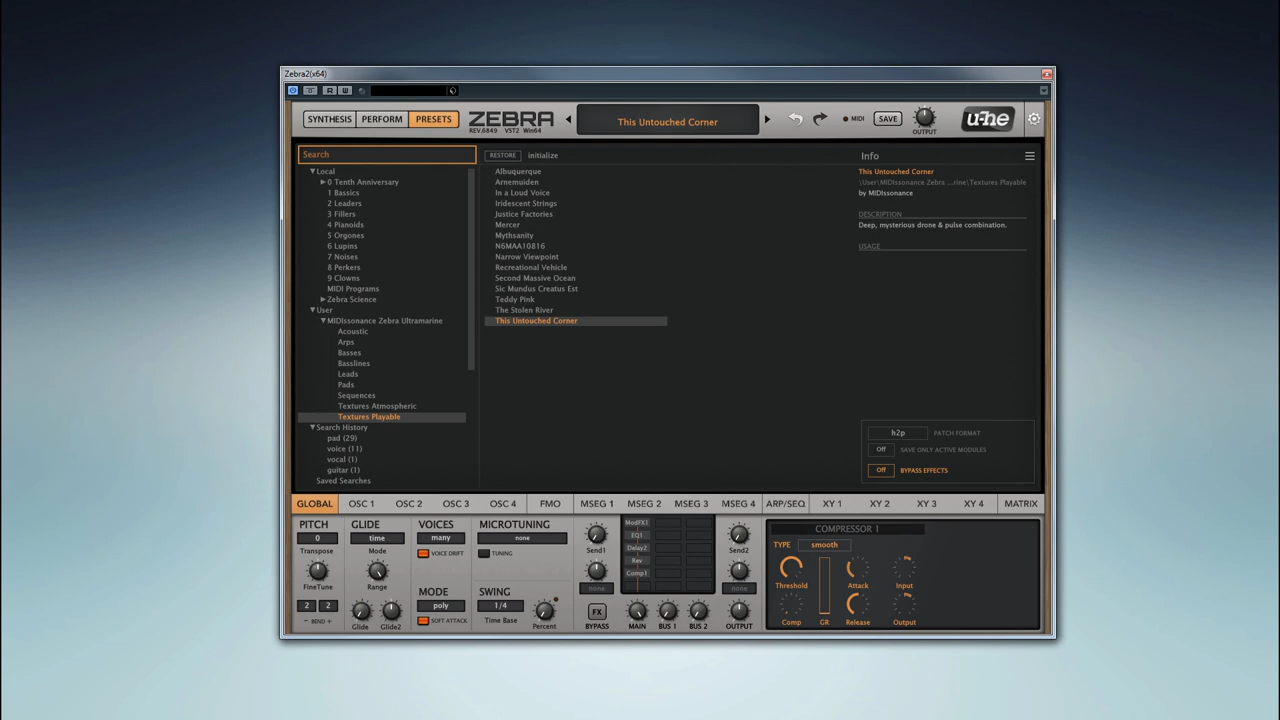 Zebra2(x64)
R W
SYNTHESIS PERFORM PRESETS ZEBRA This Untouched Corner MIDI SAVE u-he
REV.6849 VST2 Win64 OUTPUT
Search
RESTORE initialize
Info
Local
0 Tenth Anniversary
1 Bassics
2 Leaders
3 Fillers
4 Pianoids
5 Orgones
6 Lupins
7 Noises
8 Perkers
9 Clowns
MIDI Programs
Zebra Science
User
MIDIssonance Zebra Ultramarine
Acoustic
Arps
Basses
Basslines
Leads
Pads
Sequences
Textures Atmospheric
Textures Playable
Search History
pad (29)
voice (11)
vocal (1)
guitar (1)
Saved Searches
Albuquerque
Arnemuiden
In a Loud Voice
Iridescent Strings
Justice Factories
Mercer
Mythsanity
N6MAA10816
Narrow Viewpoint
Recreational Vehicle
Second Massive Ocean
Sic Mundus Creatus Est
Teddy Pink
The Stolen River
This Untouched Corner
This Untouched Corner
\User\MIDIssonance Zebra ...rine\Textures Playable
by MIDIssonance
DESCRIPTION
Deep, mysterious drone & pulse combination.
USAGE
h2p PATCH FORMAT
Off SAVE ONLY ACTIVE MODULES
Off BYPASS EFFECTS
GLOBAL OSC 1 OSC 2 OSC 3 OSC 4 FMO MSEG 1 MSEG 2 MSEG 3 MSEG 4 ARP/SEQ XY 1 XY 2 XY 3 XY 4 MATRIX
PITCH
0
Transpose
FineTune
2 2
- BEND +
GLIDE
time
Mode
Range
Glide Glide2
VOICES
many
VOICE DRIFT
MODE
poly
SOFT ATTACK
MICROTUNING
none
TUNING
SWING
1/4
Time Base Percent
Send1
none
FX
BYPASS
ModFX1
EQ1
Delay2
Rev
Comp1
MAIN BUS 1 BUS 2
Send2
none
OUTPUT
COMPRESSOR 1
TYPE smooth
Threshold Attack Input
Comp GR Release Output